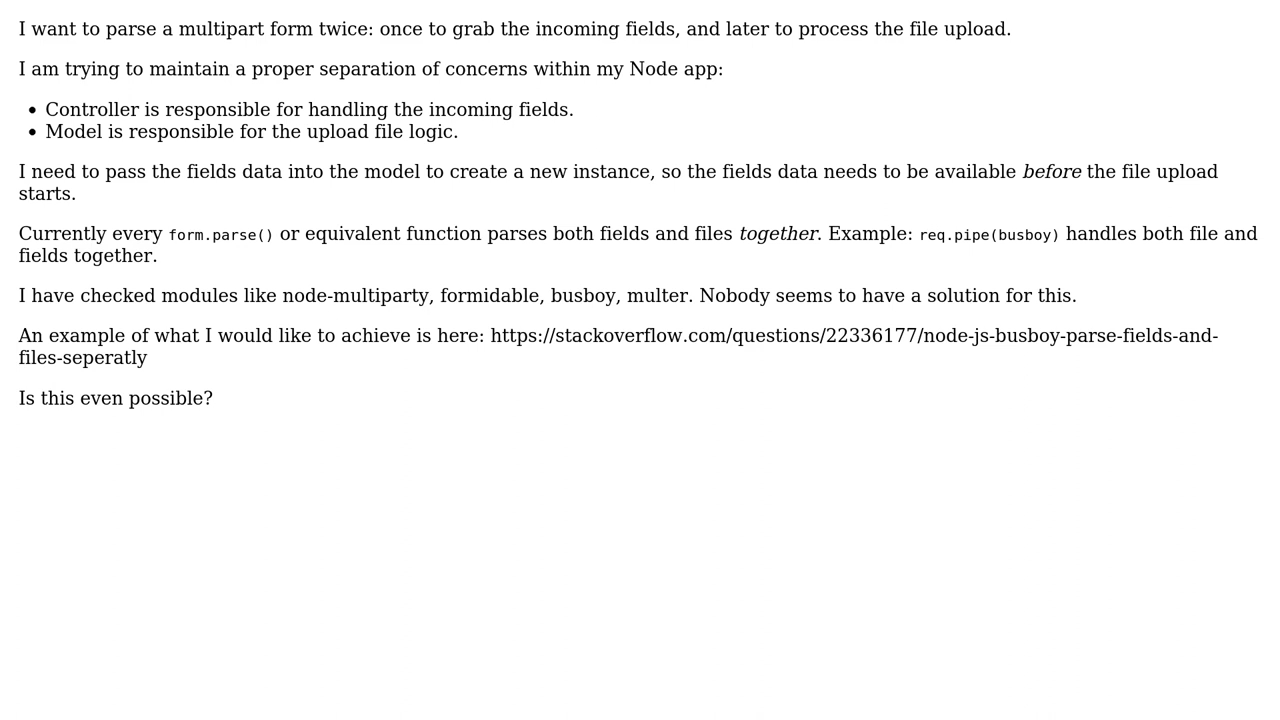 I want to parse a multipart form twice: once to grab the incoming fields, and later to process the file upload.
I am trying to maintain a proper separation of concerns within my Node app:
• Controller is responsible for handling the incoming fields.
• Model is responsible for the upload file logic.
I need to pass the fields data into the model to create a new instance, so the fields data needs to be available before the file upload
starts.
Currently every form.parse() or equivalent function parses both fields and files together. Example: req.pipe(busboy) handles both file and
fields together.
I have checked modules like node-multiparty, formidable, busboy, multer. Nobody seems to have a solution for this.
An example of what I would like to achieve is here: https://stackoverflow.com/questions/22336177/node-js-busboy-parse-fields-and-
files-seperatly
Is this even possible?